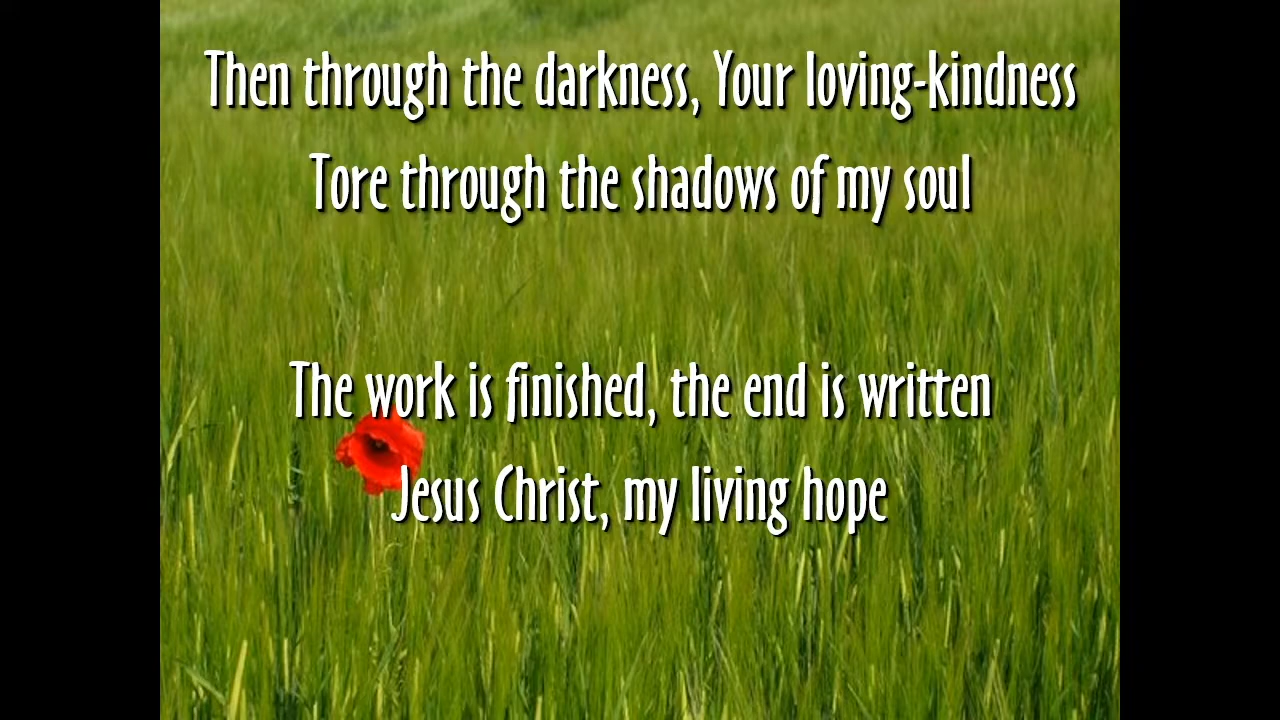 Then through the darkness, Your loving-kindness
Tore through the shadows of my soul
The work is finished, the end is written
Jesus Christ, my living hope